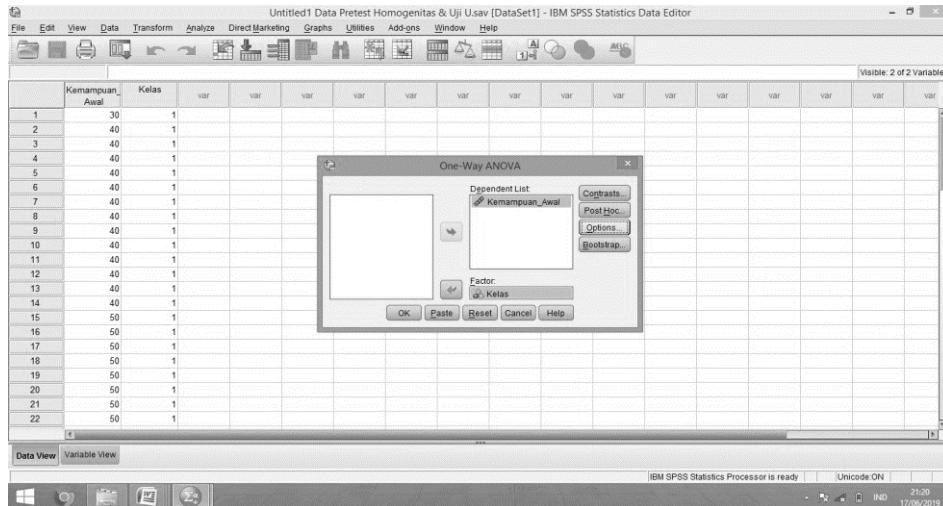 Untitled1 Data Pretest Homogenitas & Uji U.sav [DataSet1] - IBM SPSS Statistics Data Editor
File Edit View Data Transform Analyze Direct Marketing Graphs Utilities Add-ons Window Help
Visible: 2 of 2 Variable
Kemampuan_Awal Kelas var var var var var var var var var var var var var var
1 30 1
2 40 1
3 40 1
4 40 1
5 40 1
6 40 1
7 40 1
8 40 1
9 40 1
10 40 1
11 40 1
12 40 1
13 40 1
14 40 1
15 50 1
16 50 1
17 50 1
18 50 1
19 50 1
20 50 1
21 50 1
22 50 1
One-Way ANOVA
Dependent List:
Kemampuan_Awal
Contrasts...
Post Hoc...
Options...
Bootstrap...
Factor:
Kelas
OK Paste Reset Cancel Help
Data View Variable View
IBM SPSS Statistics Processor is ready Unicode:ON
IND 21:20
17/06/2019